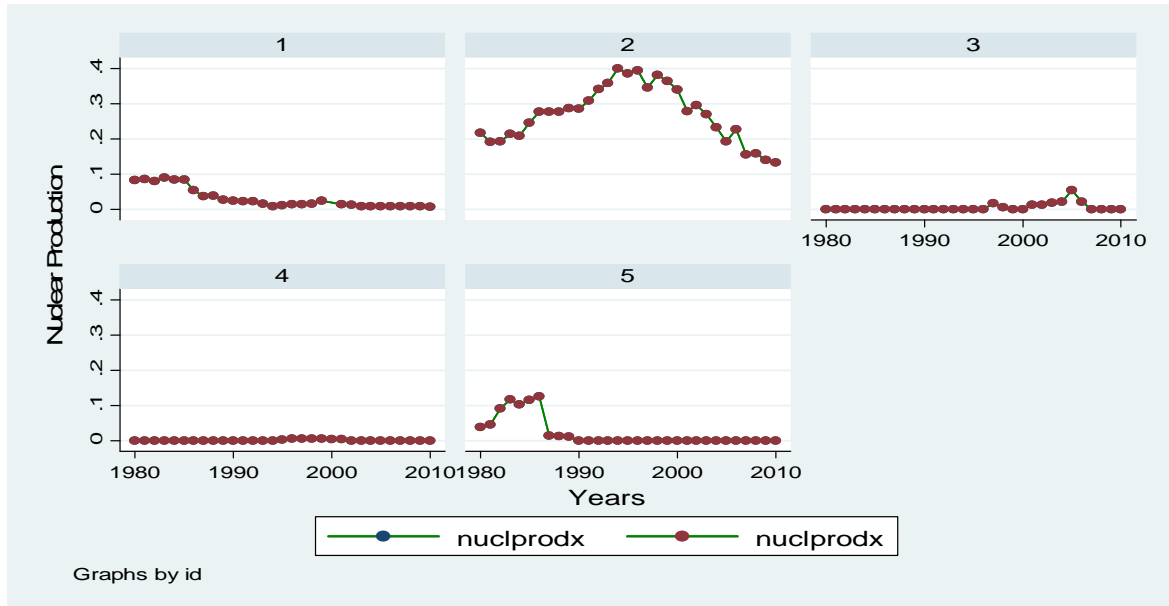 1 2 3
.4
.3
.2
.1
0
1980 1990 2000 2010
4 5
.4
.3
.2
.1
0
1980 1990 2000 2010 1980 1990 2000 2010
Nuclear Production
Years
nuclprodx nuclprodx
Graphs by id